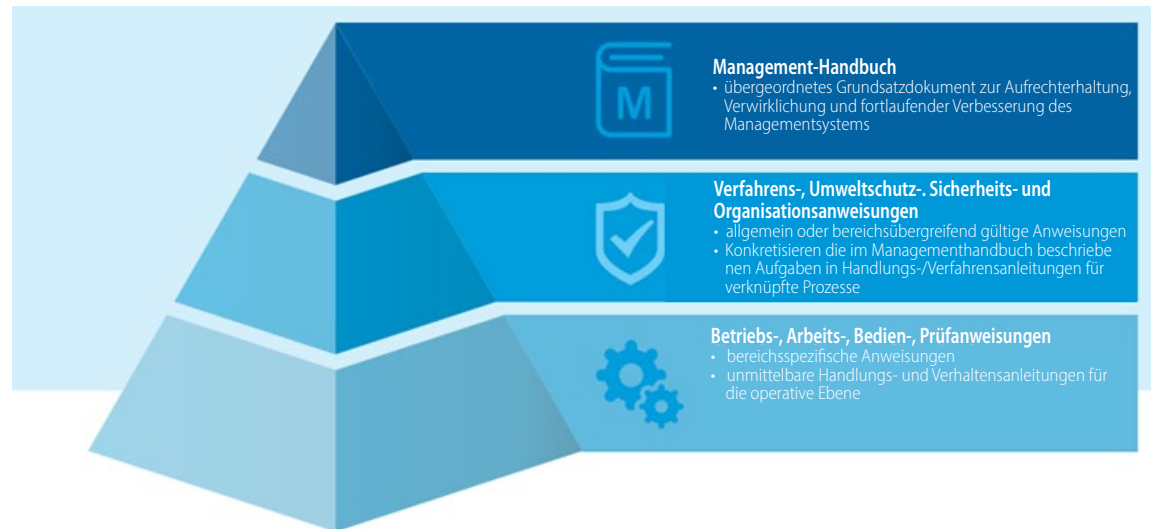 M
Management-Handbuch
• übergeordnetes Grundsatzdokument zur Aufrechterhaltung,
Verwirklichung und fortlaufender Verbesserung des
Managementsystems
Verfahrens-, Umweltschutz-. Sicherheits- und
Organisationsanweisungen
• allgemein oder bereichsübergreifend gültige Anweisungen
• Konkretisieren die im Managementhandbuch beschriebe
nen Aufgaben in Handlungs-/Verfahrensanleitungen für
verknüpfte Prozesse
Betriebs-, Arbeits-, Bedien-, Prüfanweisungen
• bereichsspezifische Anweisungen
• unmittelbare Handlungs- und Verhaltensanleitungen für
die operative Ebene